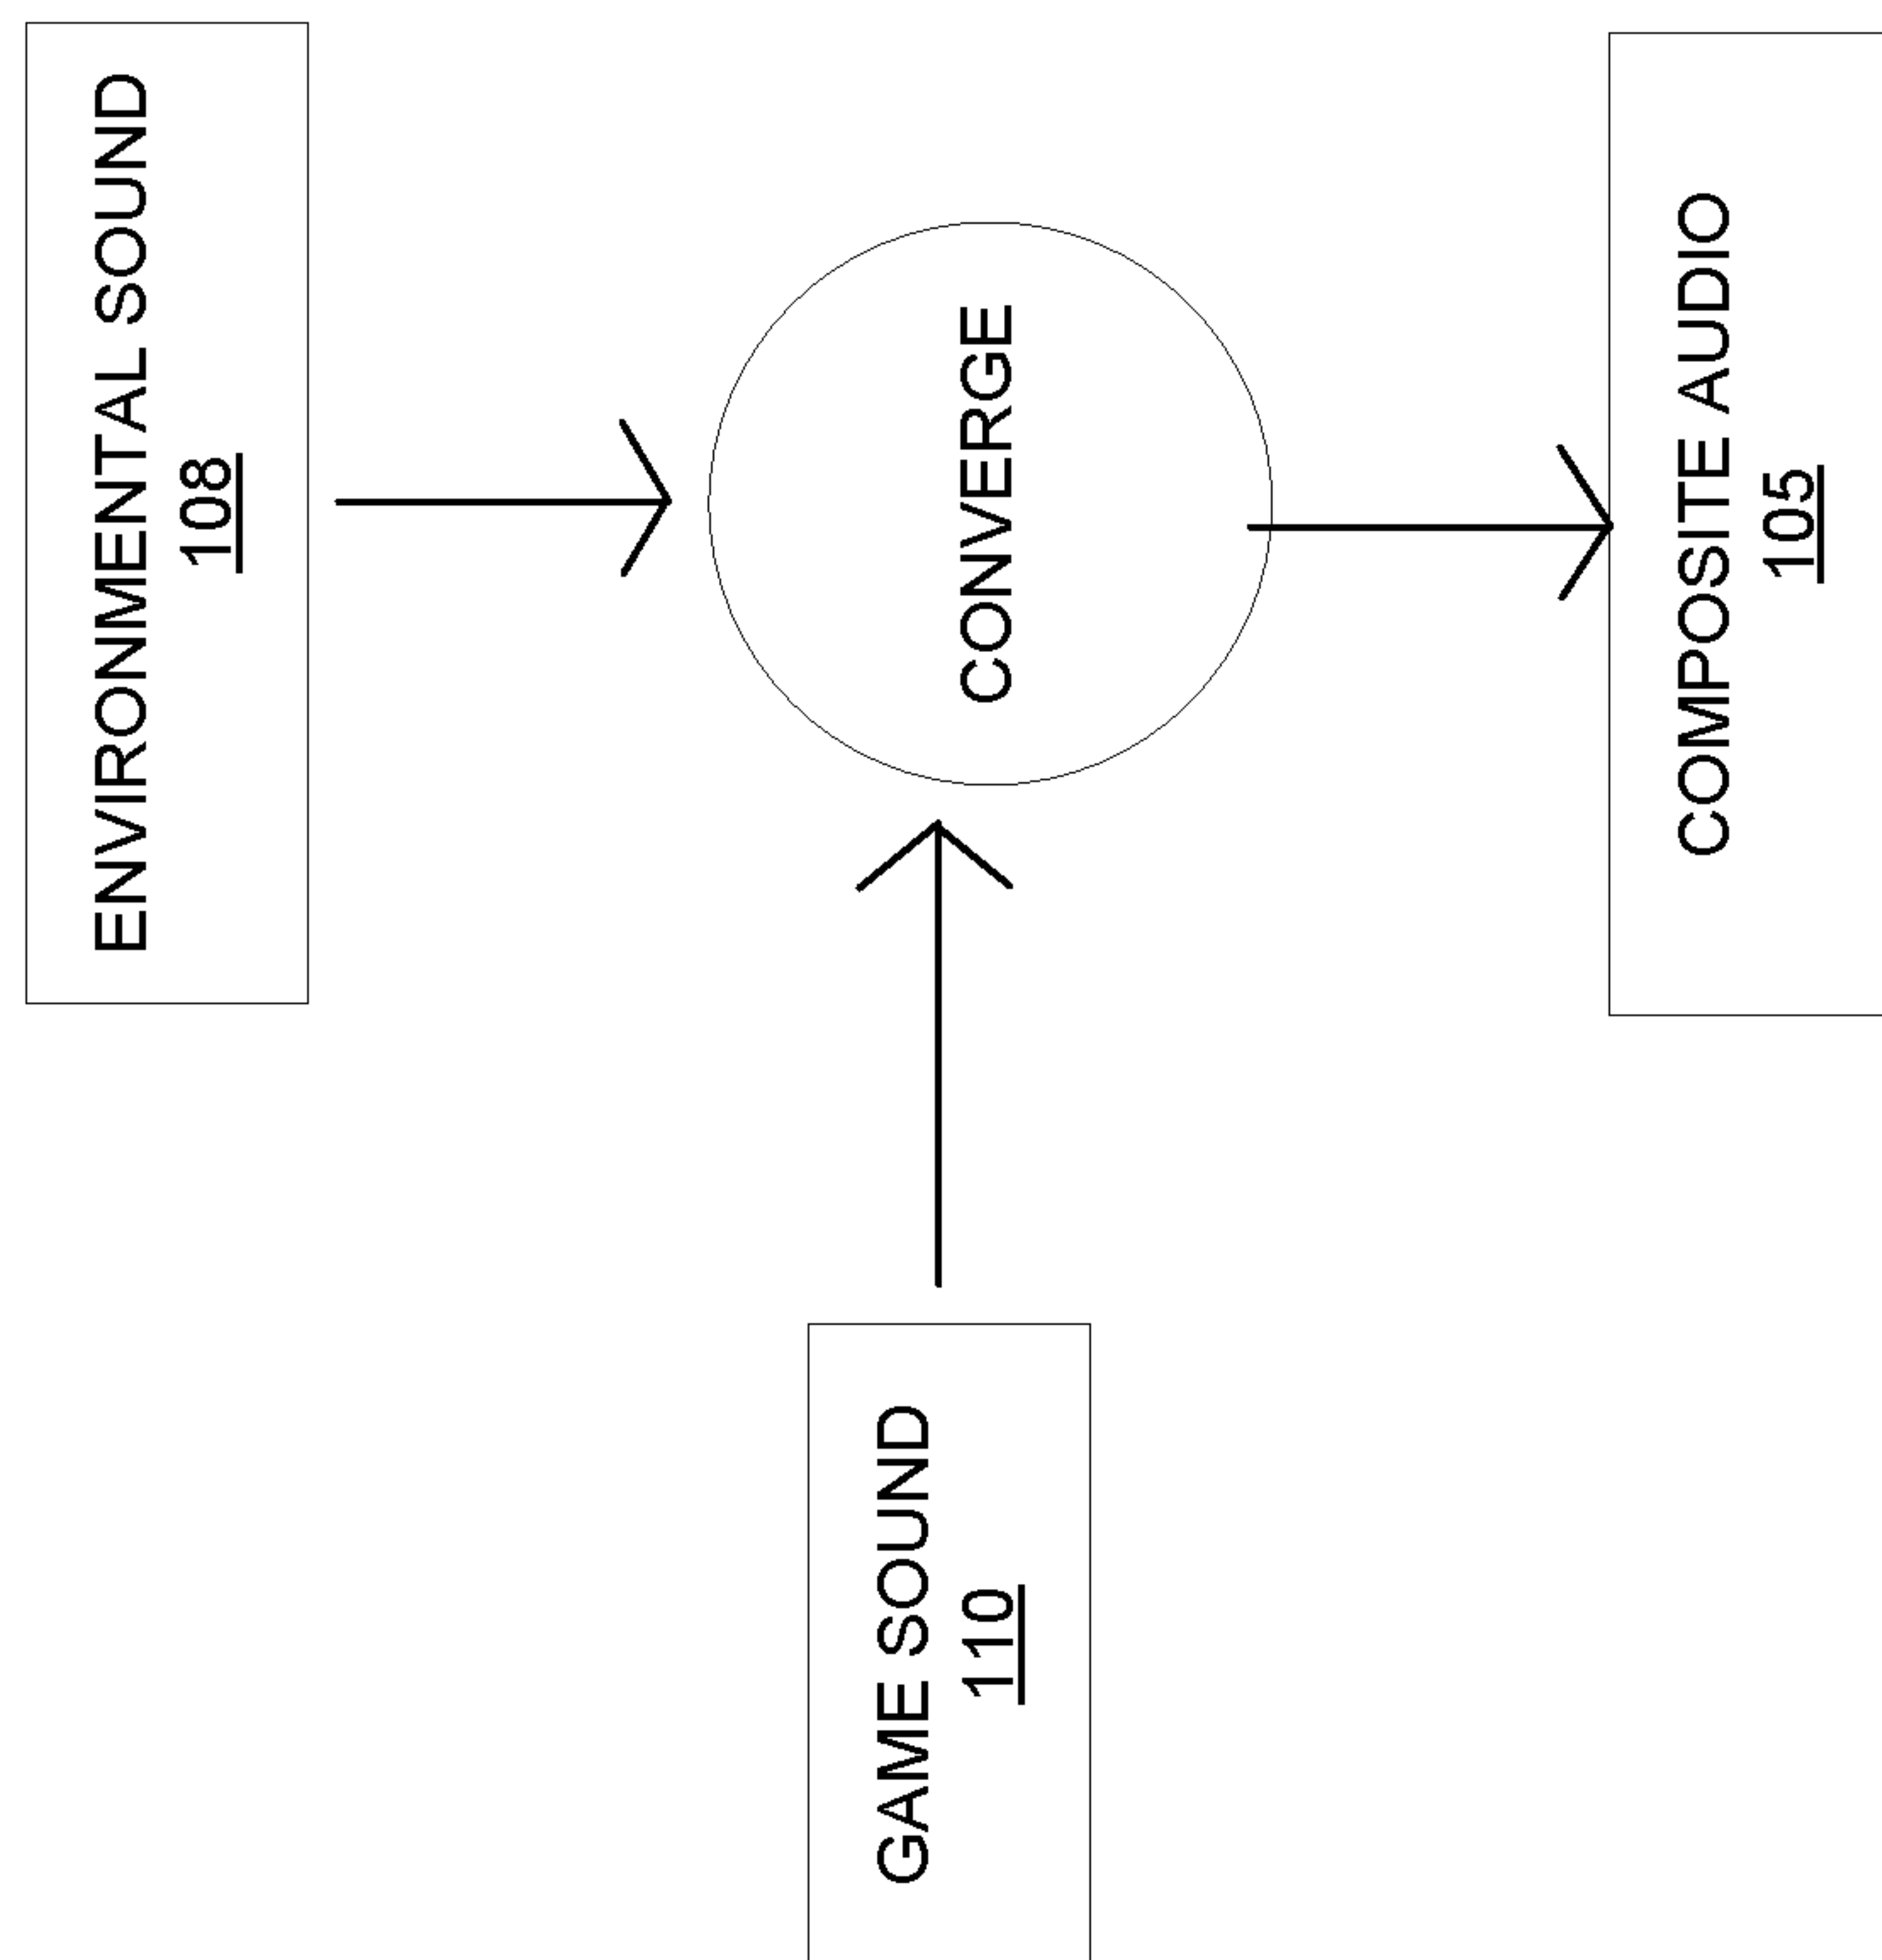 ENVIRONMENTAL SOUND
108
GAME SOUND
110
CONVERGE
COMPOSITE AUDIO
105